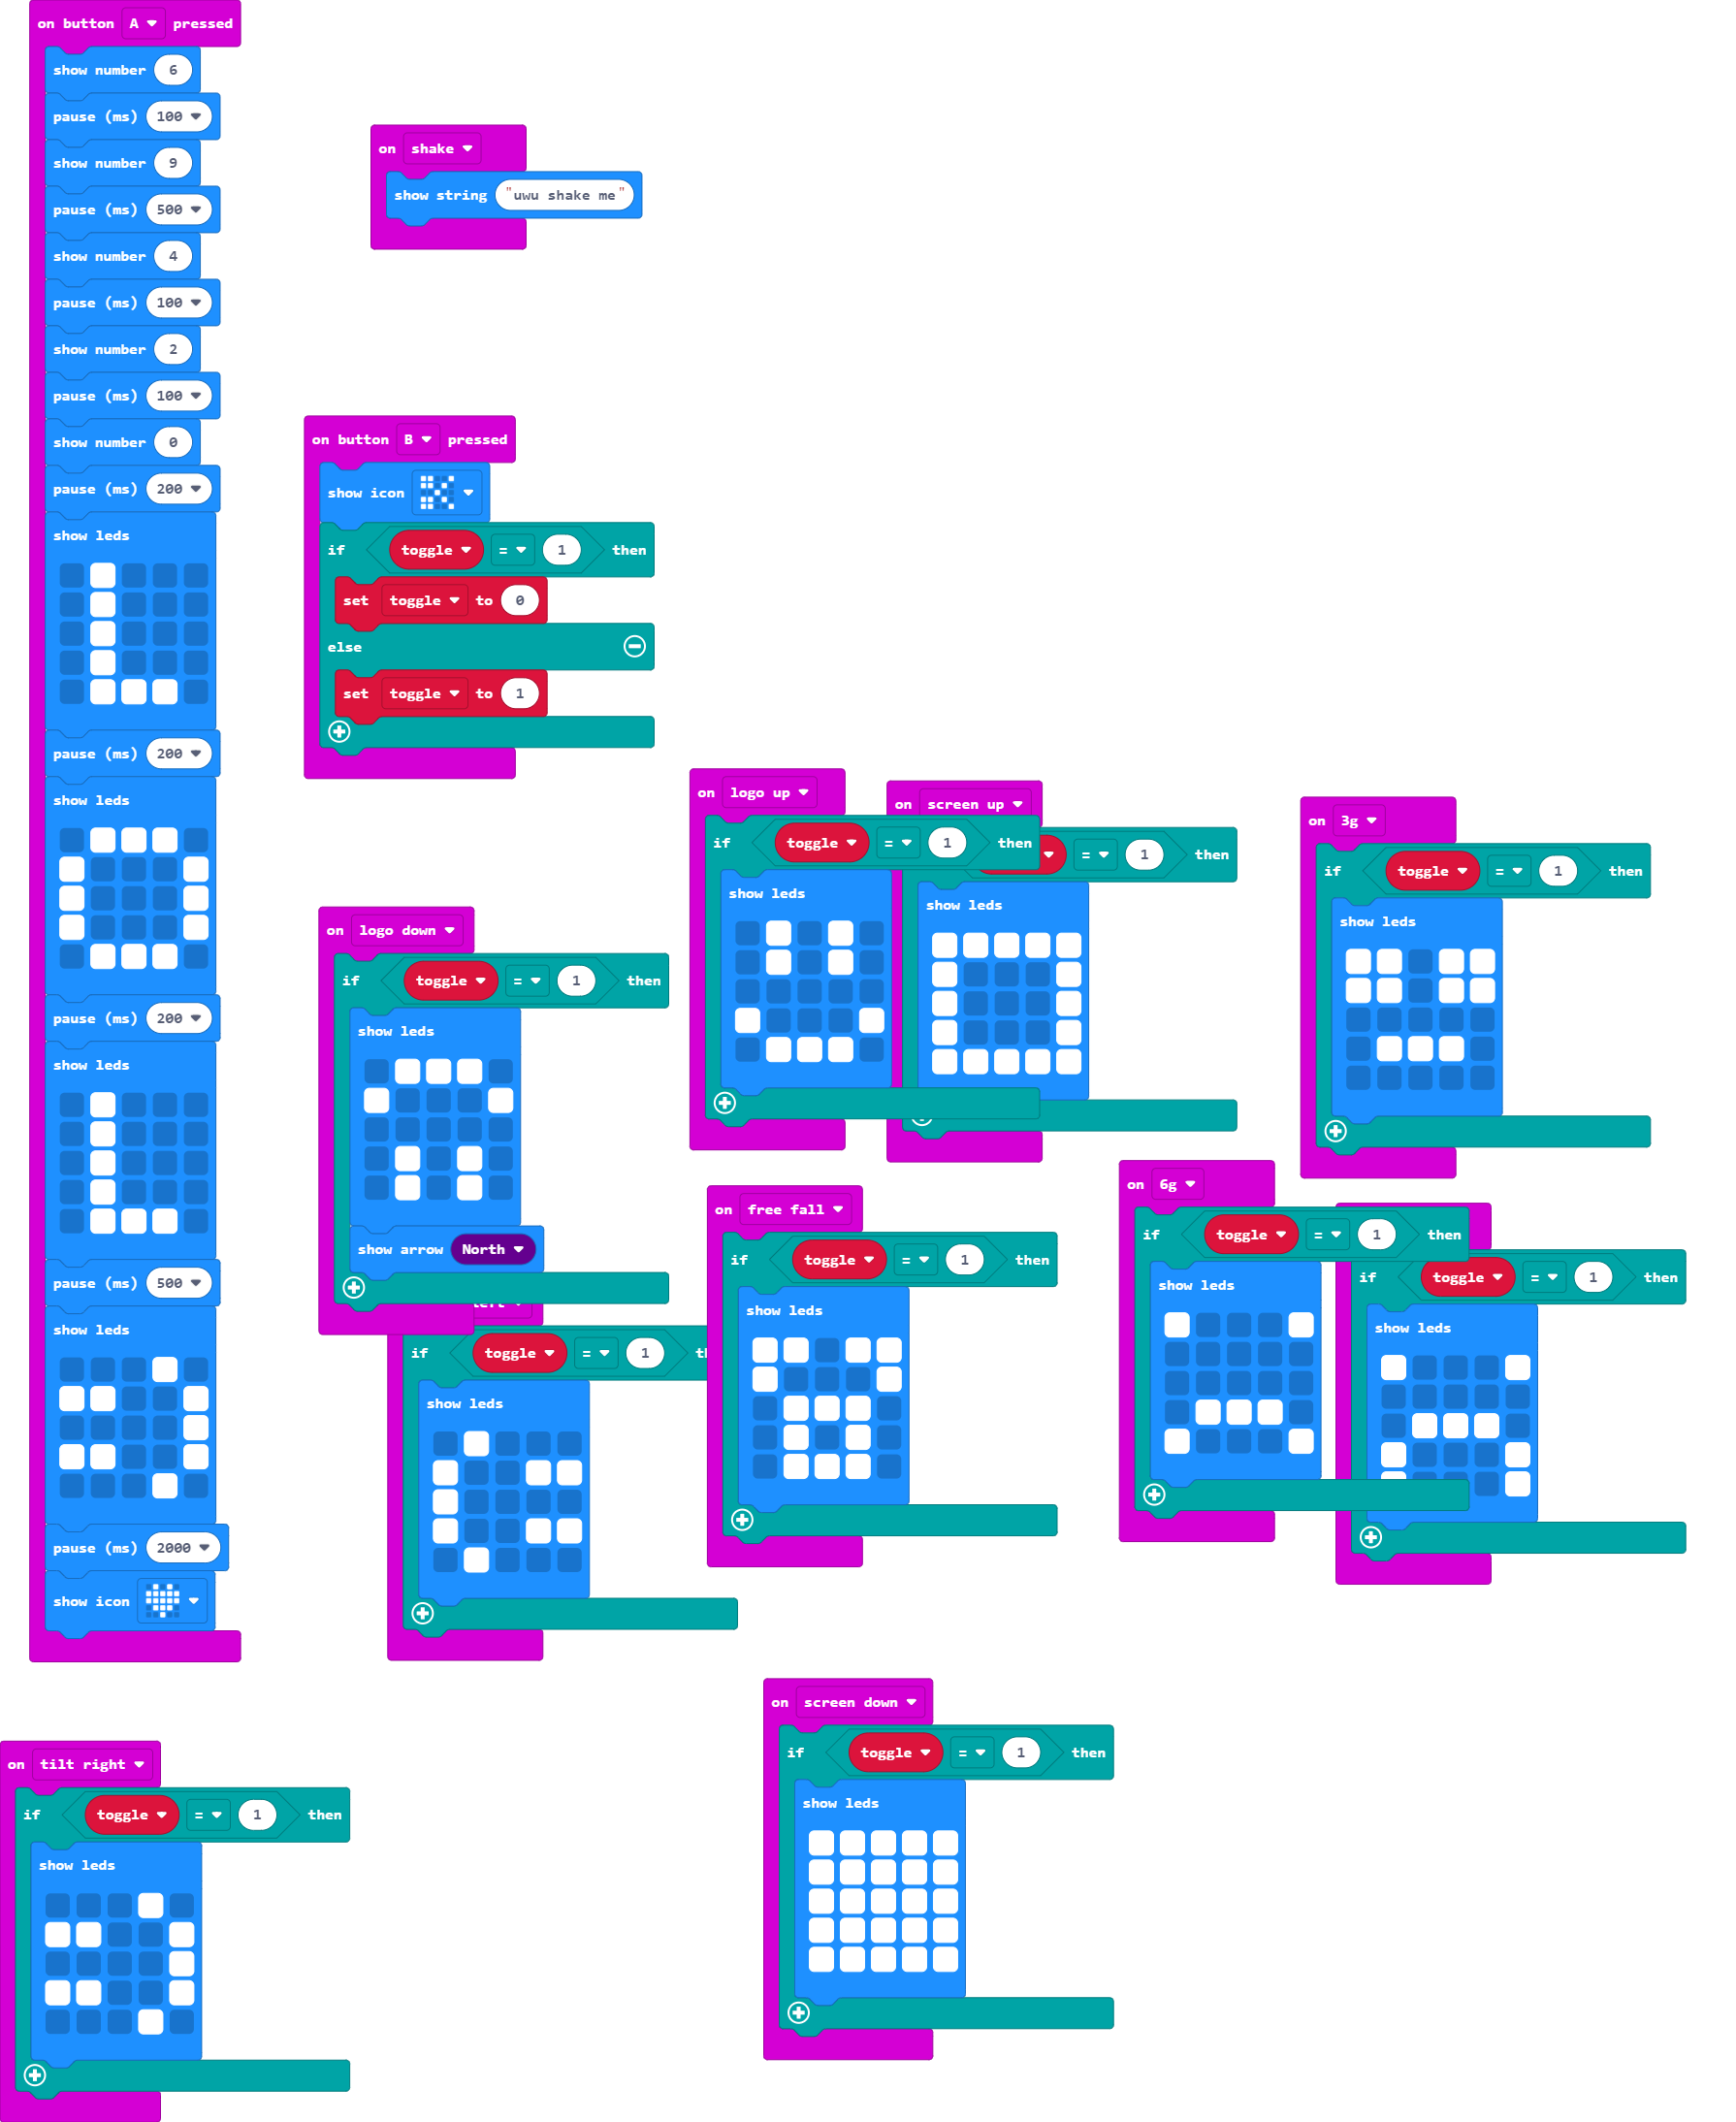 on button A pressed
show number 6
pause (ms) 100
show number 9
pause (ms) 500
show number 4
pause (ms) 100
show number 2
pause (ms) 100
show number 0
pause (ms) 200
show leds
pause (ms) 200
show leds
pause (ms) 200
show leds
pause (ms) 500
show leds
pause (ms) 2000
show icon
on shake
show string "uwu shake me"
on button B pressed
show icon
if toggle = 1 then
set toggle to 0
else
set toggle to 1
on logo up
if toggle = 1 then
show leds
on screen up
= 1 then
show leds
on 3g
if toggle = 1 then
show leds
on logo down
if toggle = 1 then
show leds
show arrow North
if toggle = 1
show leds
on free fall
if toggle = 1 then
show leds
on 6g
if toggle = 1 then
show leds
if toggle = 1 then
show leds
on screen down
if toggle = 1 then
show leds
on tilt right
if toggle = 1 then
show leds